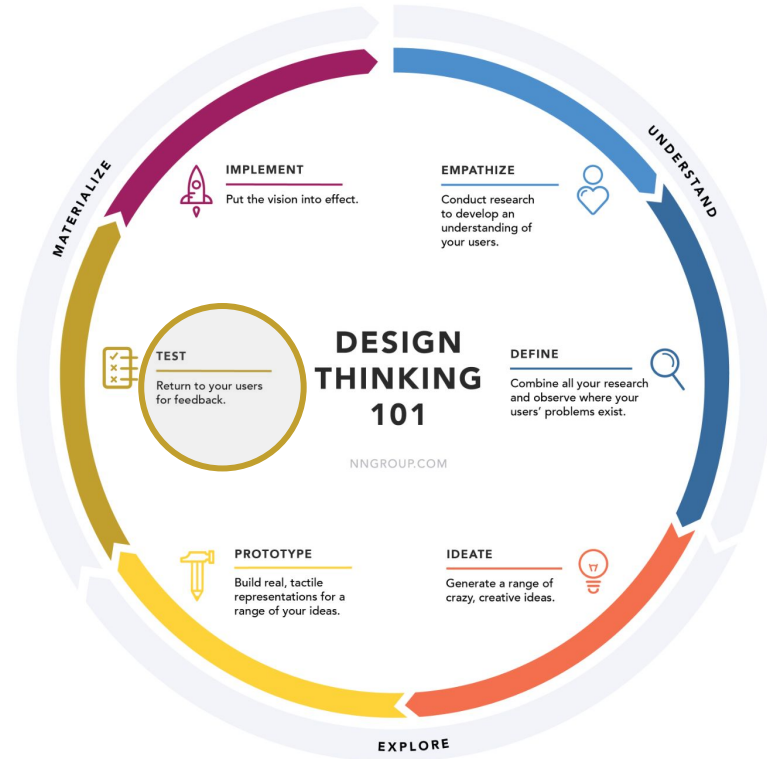 UNDERSTAND
EMPATHIZE
Conduct research
to develop an
understanding of
your users.
DEFINE
Combine all your research
and observe where your
users’ problems exist.
IDEATE
Generate a range of
crazy, creative ideas.
EXPLORE
PROTOTYPE
Build real, tactile
representations for a
range of your ideas.
TEST
Return to your users
for feedback.
MATERIALIZE
IMPLEMENT
Put the vision into effect.
DESIGN
THINKING
101
NNGROUP.COM